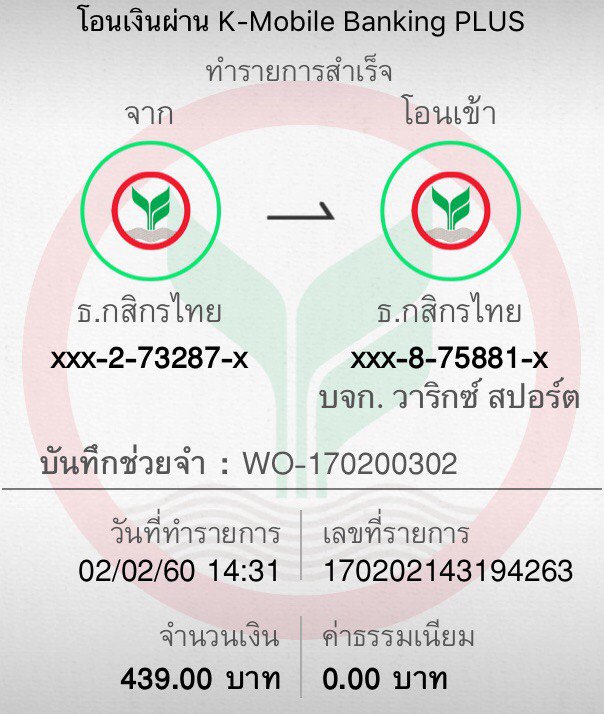 โอนเงินผ่าน K-Mobile Banking PLUS
ทำรายการสำเร็จ
จาก โอนเข้า
ธ.กสิกรไทย ธ.กสิกรไทย
xxx-2-73287-x xxx-8-75881-x
บจก. วาริกซ์ สปอร์ต
บันทึกช่วยจำ : WO-170200302
วันที่ทำรายการ เลขที่รายการ
02/02/60 14:31 170202143194263
จำนวนเงิน ค่าธรรมเนียม
439.00 บาท 0.00 บาท